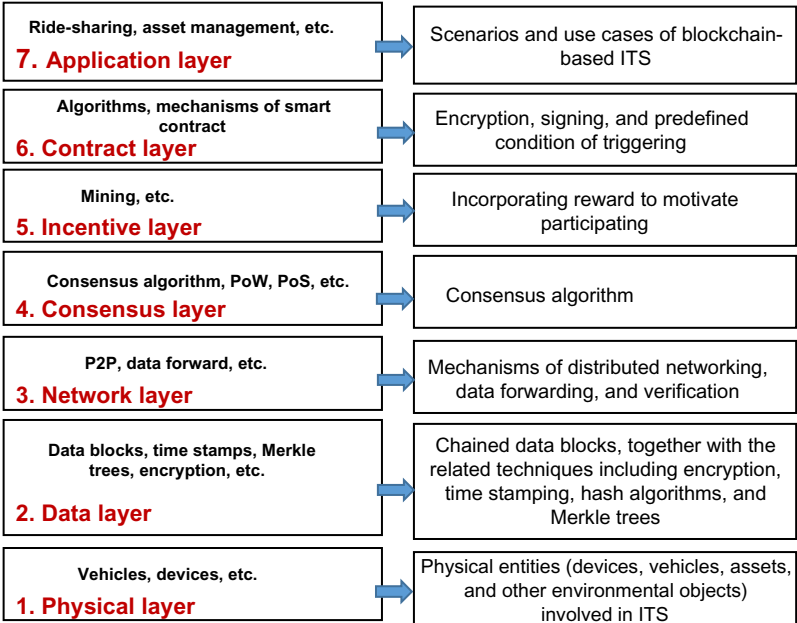 Ride-sharing, asset management, etc.
7. Application layer
Scenarios and use cases of blockchain-
based ITS
Algorithms, mechanisms of smart
contract
6. Contract layer
Encryption, signing, and predefined
condition of triggering
Mining, etc.
5. Incentive layer
Incorporating reward to motivate
participating
Consensus algorithm, PoW, PoS, etc.
4. Consensus layer
Consensus algorithm
P2P, data forward, etc.
3. Network layer
Mechanisms of distributed networking,
data forwarding, and verification
Data blocks, time stamps, Merkle
trees, encryption, etc.
2. Data layer
Chained data blocks, together with the
related techniques including encryption,
time stamping, hash algorithms, and
Merkle trees
Vehicles, devices, etc.
1. Physical layer
Physical entities (devices, vehicles, assets,
and other environmental objects)
involved in ITS